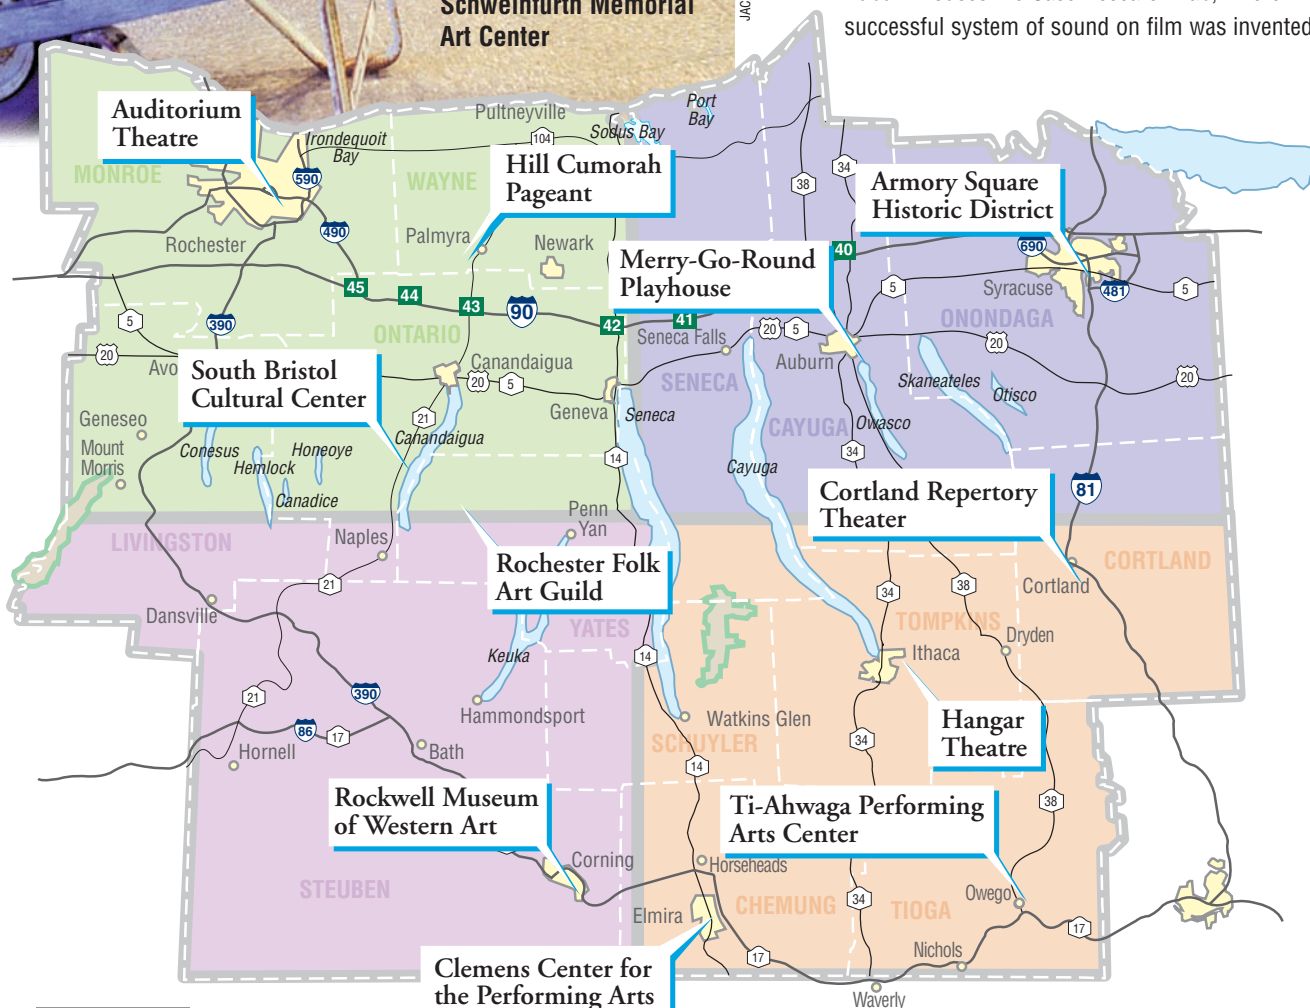 Schweinfurth Memorial
Art Center
JAC
successful system of sound on film was invented
Auditorium
Theatre
Irondequoit
Bay
Pultneyville
104
Sodus Bay
Port
Bay
MONROE
590
WAYNE
Hill Cumorah
Pageant
38
34
Armory Square
Historic District
490
Rochester
Palmyra
Newark
Merry-Go-Round
Playhouse
40
690
Syracuse
481
5
5
45
44
43
90
42
41
5
390
ONTARIO
Seneca Falls
20
5
ONONDAGA
20
20
Avo
South Bristol
Cultural Center
Canandaigua
20
5
Auburn
SENECA
Skaneateles
Otisco
20
Geneva
Seneca
21
Geneseo
Mount
Morris
Conesus
Hemlock
Honeoye
Canadice
Canandaigua
14
CAYUGA
Owasco
34
Cayuga
81
Cortland Repertory
Theater
LIVINGSTON
Naples
Penn
Yan
Rochester Folk
Art Guild
CORTLAND
Cortland
21
34
38
Dansville
YATES
TOMPKINS
Dryden
Keuka
14
Ithaca
21
390
Hammondsport
Watkins Glen
Hangar
Theatre
86
17
Hornell
Bath
SCHUYLER
34
14
Rockwell Museum
of Western Art
Ti-Ahwaga Performing
Arts Center
38
Corning
Horseheads
STEUBEN
Elmira
CHEMUNG
34
TIOGA
Owego
17
Nichols
17
Clemens Center for
the Performing Arts
Waverly